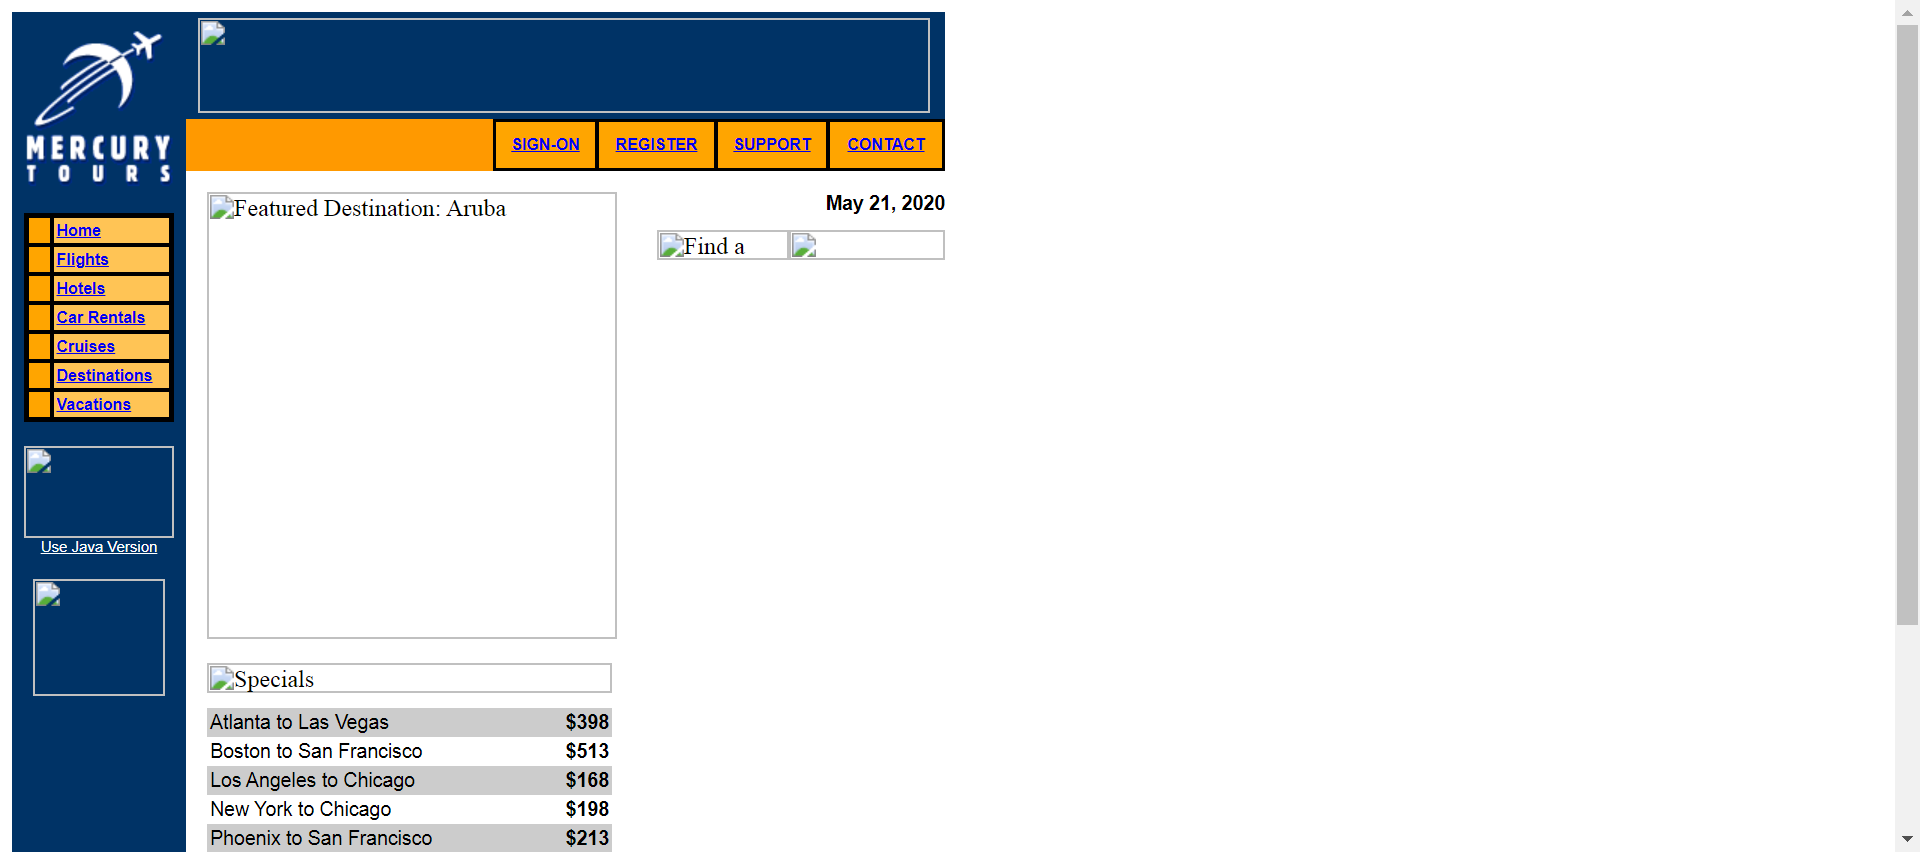 MERCURY
TOURS
SIGN-ON REGISTER SUPPORT CONTACT
Home
Flights
Hotels
Car Rentals
Cruises
Destinations
Vacations
Use Java Version
Featured Destination: Aruba
May 21, 2020
Find a
Specials
Atlanta to Las Vegas $398
Boston to San Francisco $513
Los Angeles to Chicago $168
New York to Chicago $198
Phoenix to San Francisco $213